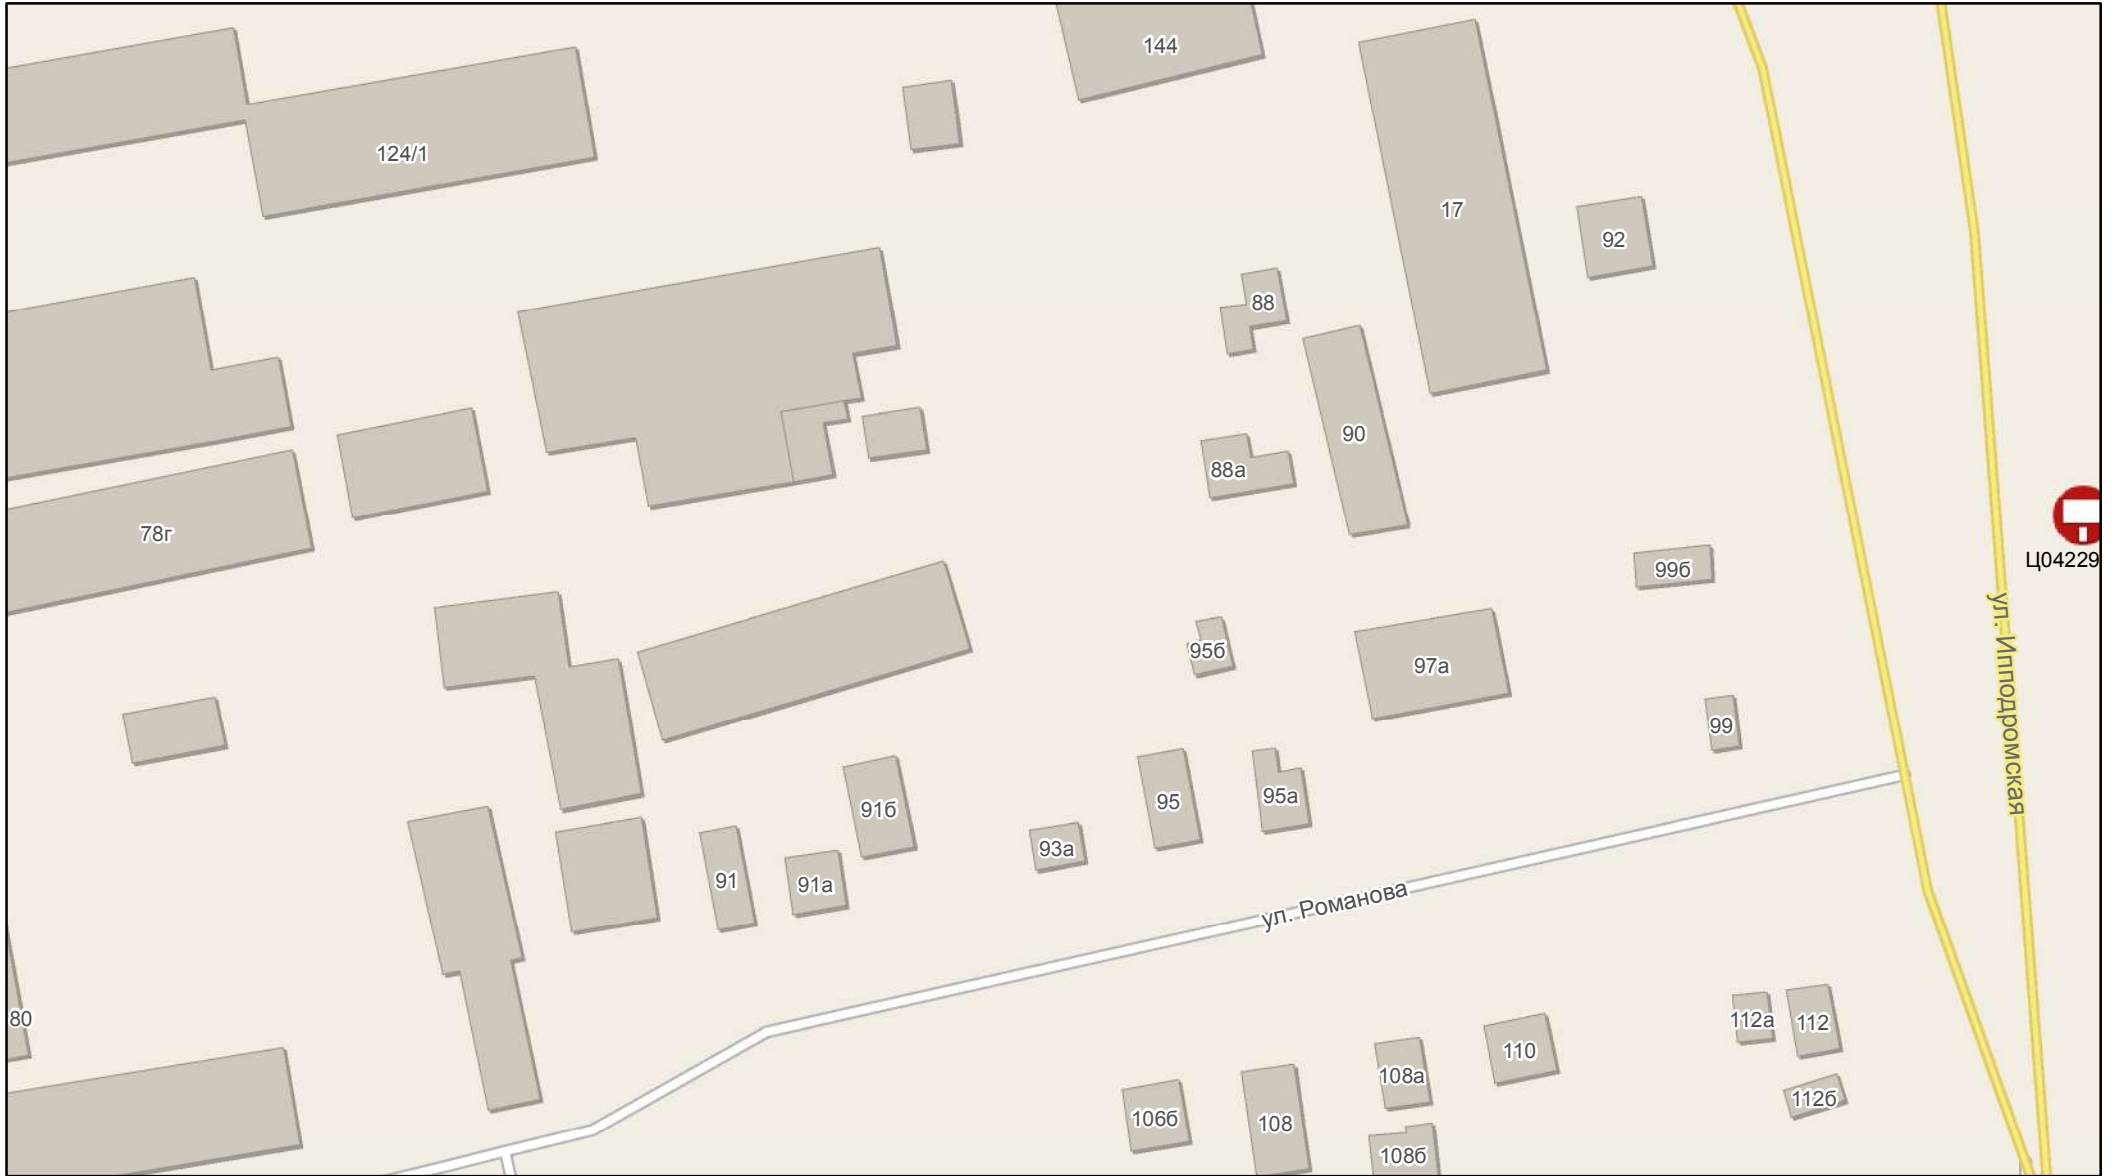 144
124/1
17
92
88
90
88а
78г
Ц04229
99б
95б
97а
99
ул. Ипподромская
91б
95
95а
93а
91
91а
ул. Романова
80
112а
112
110
108а
112б
106б
108
108б